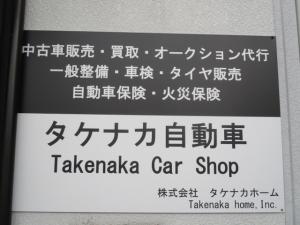 中古車販売・買取・オークション代行
一般整備・車検・タイヤ販売
自動車保険・火災保険
タケナカ自動車
Takenaka Car Shop
株式会社 タケナカホーム
Takenaka home,Inc.